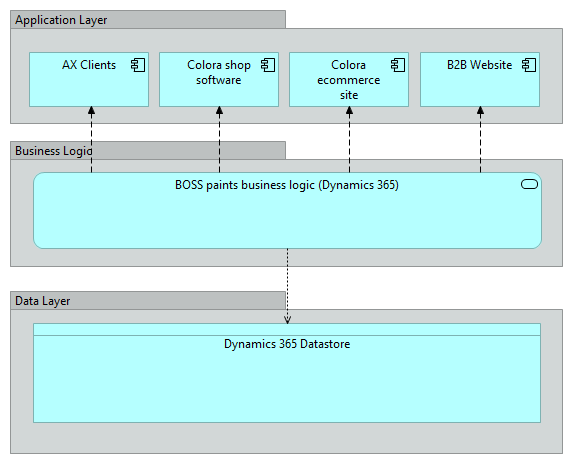 Application Layer
AX Clients
Colora shop
software
Colora
ecommerce
site
B2B Website
Business Logic
BOSS paints business logic (Dynamics 365)
Data Layer
Dynamics 365 Datastore